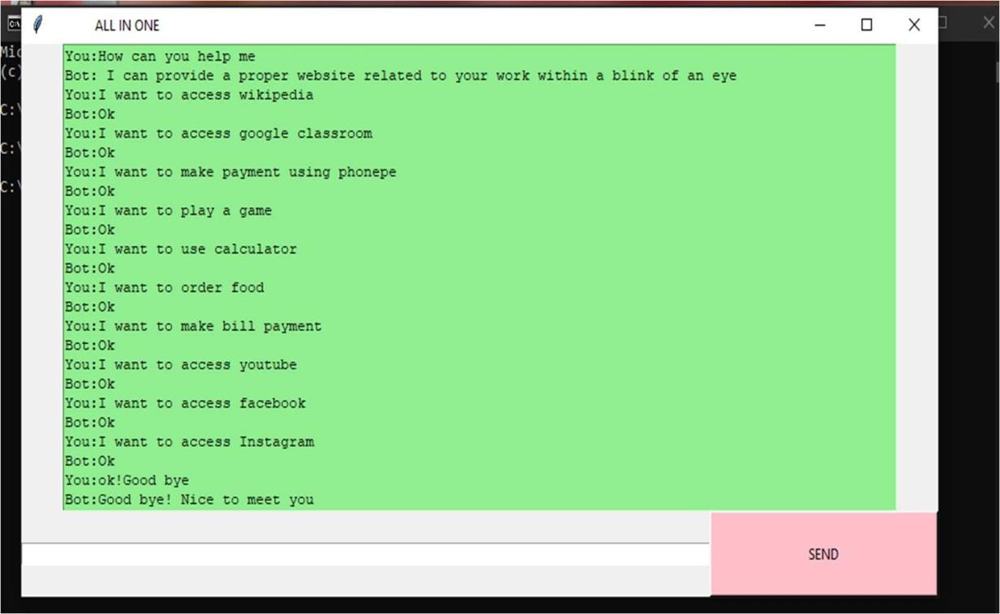 ALL IN ONE
Mic
(c)
C:\
C:\
C:\
You:How can you help me
Bot: I can provide a proper website related to your work within a blink of an eye
You:I want to access wikipedia
Bot:Ok
You:I want to access google classroom
Bot:Ok
You:I want to make payment using phonepe
Bot:Ok
You:I want to play a game
Bot:Ok
You:I want to use calculator
Bot:Ok
You:I want to order food
Bot:Ok
You:I want to make bill payment
Bot:Ok
You:I want to access youtube
Bot:Ok
You:I want to access facebook
Bot:Ok
You:I want to access Instagram
Bot:Ok
You:ok!Good bye
Bot:Good bye! Nice to meet you
SEND